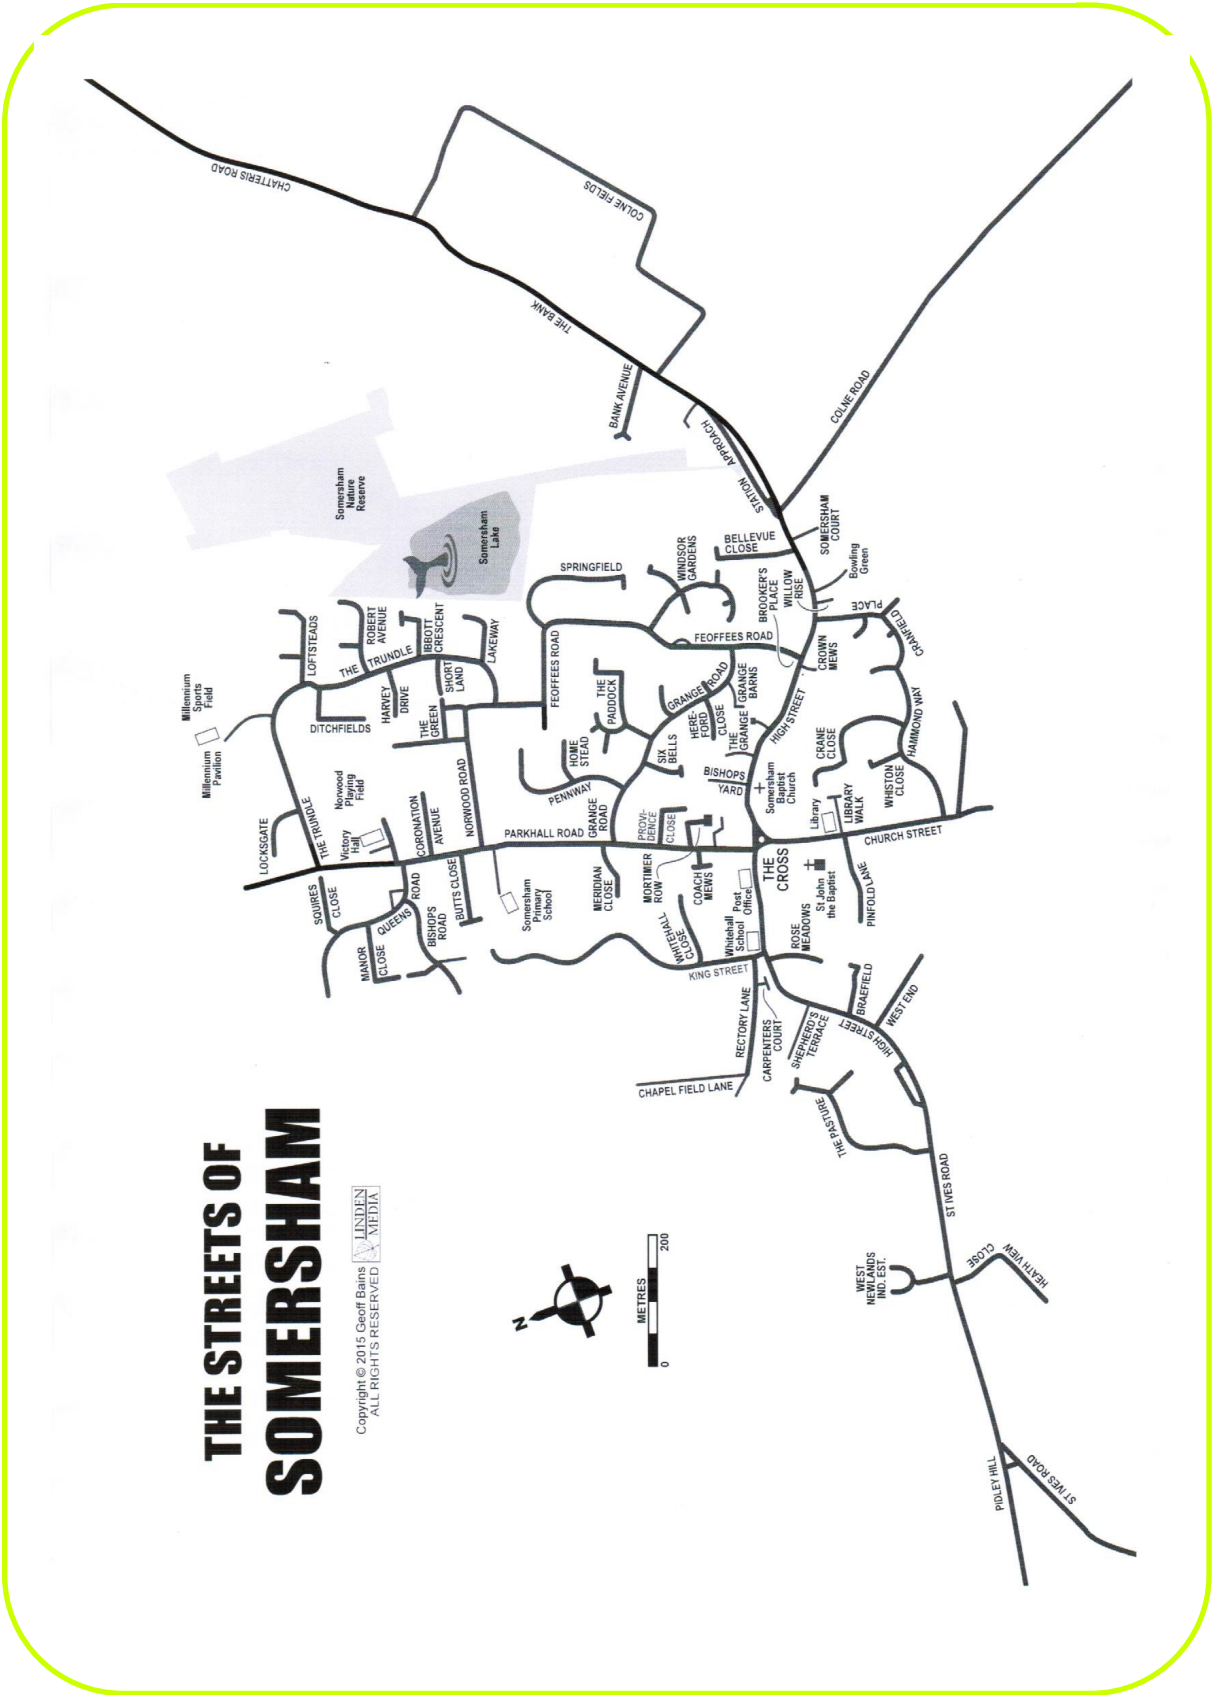 THE STREETS OF
SOMERSHAM
Copyright © 2015 Geoff Bains
ALL RIGHTS RESERVED
LINDEN
MEDIA
N
METRES
0
200
CHATTERIS ROAD
COLNE FIELDS
THE BANK
BANK AVENUE
STATION
APPROACH
COLNE ROAD
Somersham
Nature
Reserve
Somersham
Lake
SOMERSHAM
COURT
BELLEVUE
CLOSE
Bowling
Green
WILLOW
RISE
BROOKER'S
PLACE
WINDSOR
GARDENS
SPRINGFIELD
FEOFFEES ROAD
FEOFFEES ROAD
CRANFIELD
PLACE
CROWN
MEWS
HIGH STREET
GRANGE ROAD
GRANGE
BARNS
HERE-
FORD
CLOSE
THE
GRANGE
THE
PADDOCK
SIX
BELLS
HOME
STEAD
PENNWAY
GRANGE
ROAD
BISHOPS
YARD
Somersham
Baptist
Church
CRANE
CLOSE
HAMMOND WAY
WHISTON
CLOSE
Library
LIBRARY
WALK
CHURCH STREET
PINFOLD LANE
St John
the Baptist
THE
CROSS
ROSE
MEADOWS
Post
Office
Whitehall
School
COACH
MEWS
MORTIMER
ROW
PROVI-
DENCE
CLOSE
PARKHALL ROAD
MERIDIAN
CLOSE
Somersham
Primary
School
WHITEHALL
CLOSE
KING STREET
RECTORY LANE
CARPENTERS
COURT
CHAPEL FIELD LANE
SHEPHERD'S
TERRACE
BRAEFIELD
WEST END
HIGH STREET
THE PASTURE
ST IVES ROAD
WEST
NEWLANDS
IND. EST.
HEATH VIEW
CLOSE
PIDLEY HILL
ST IVES ROAD
Millennium
Sports
Field
Millennium
Pavilion
LOFTSTEADS
ROBERT
AVENUE
IBBOTT
CRESCENT
LAKEWAY
THE TRUNDLE
SHORT
LAND
HARVEY
DRIVE
DITCHFIELDS
THE
GREEN
NORWOOD ROAD
Norwood
Playing
Field
CORONATION
AVENUE
Victory
Hall
THE TRUNDLE
LOCKSGATE
SQUIRES
CLOSE
QUEENS
ROAD
MANOR
CLOSE
BISHOPS
ROAD
BUTTS CLOSE